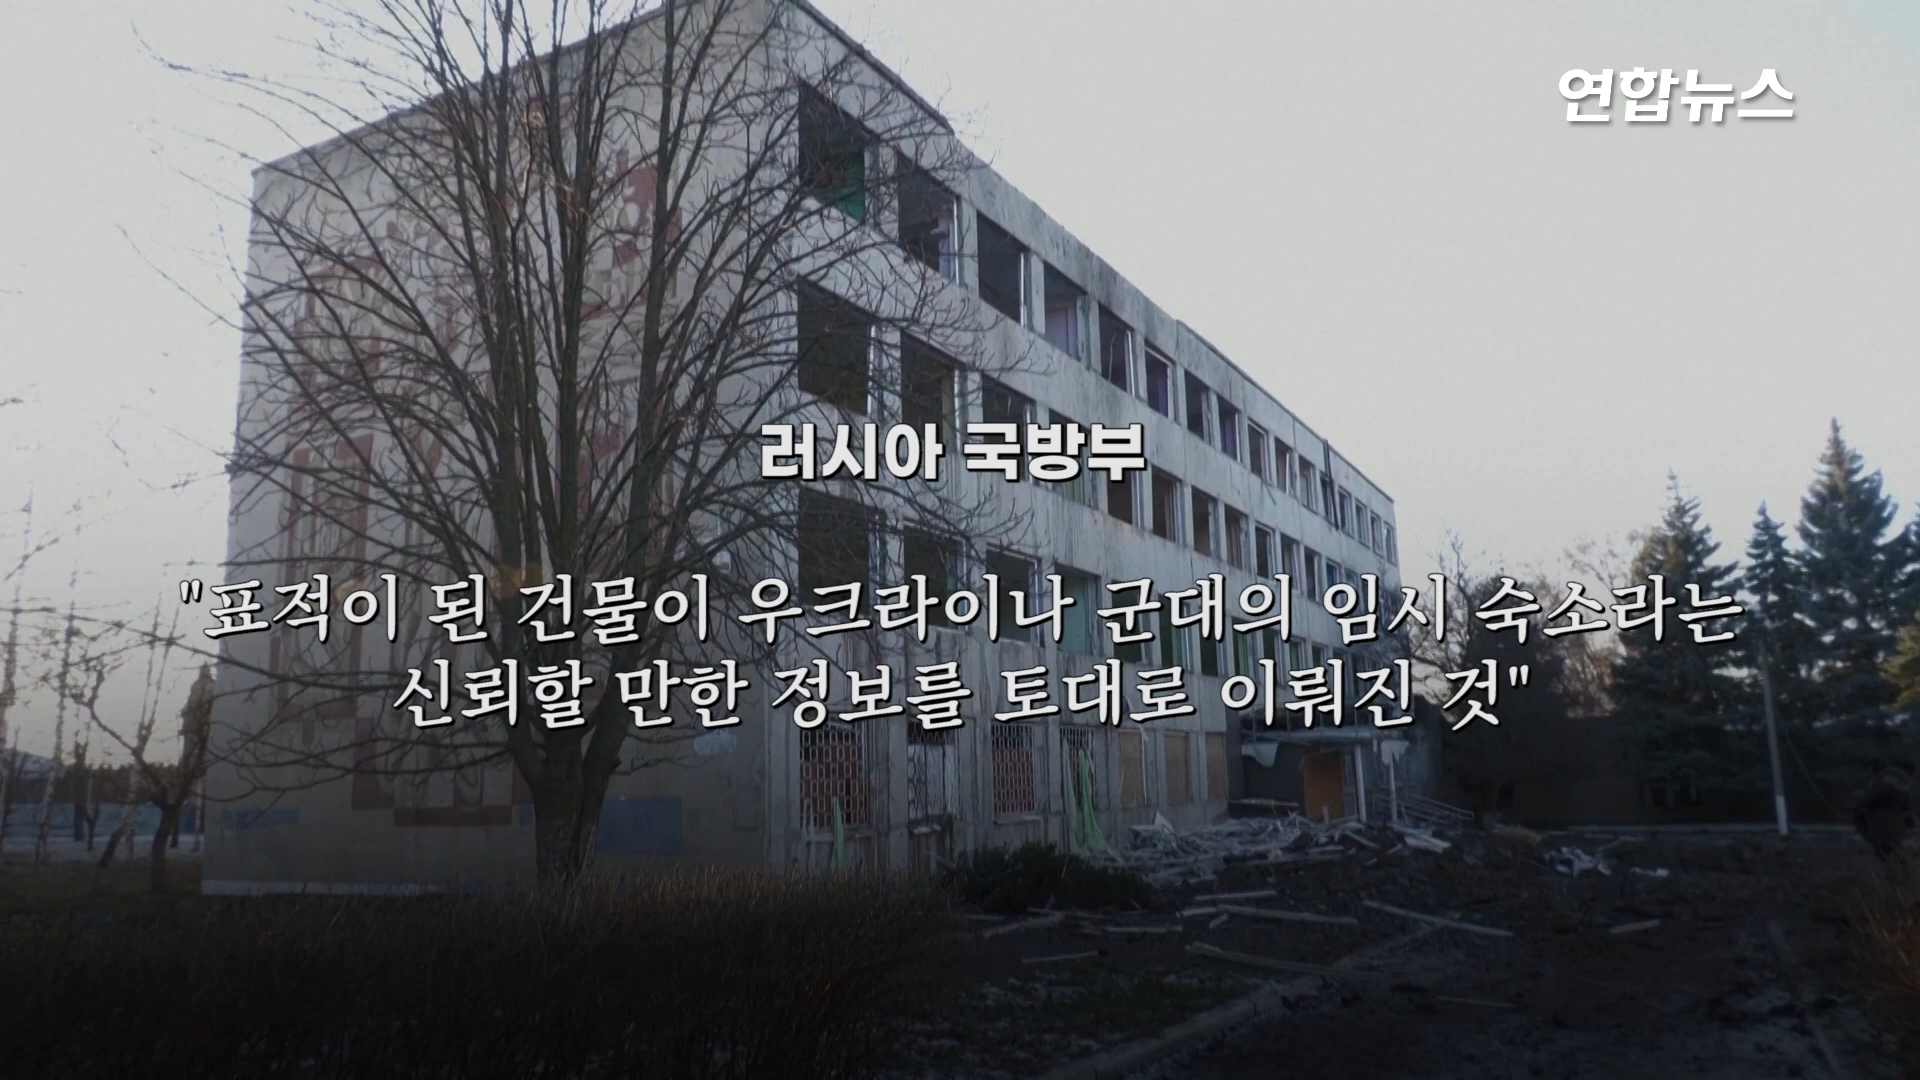 연합뉴스
러시아 국방부
"표적이 된 건물이 우크라이나 군대의 임시 숙소라는
신뢰할 만한 정보를 토대로 이뤄진 것"